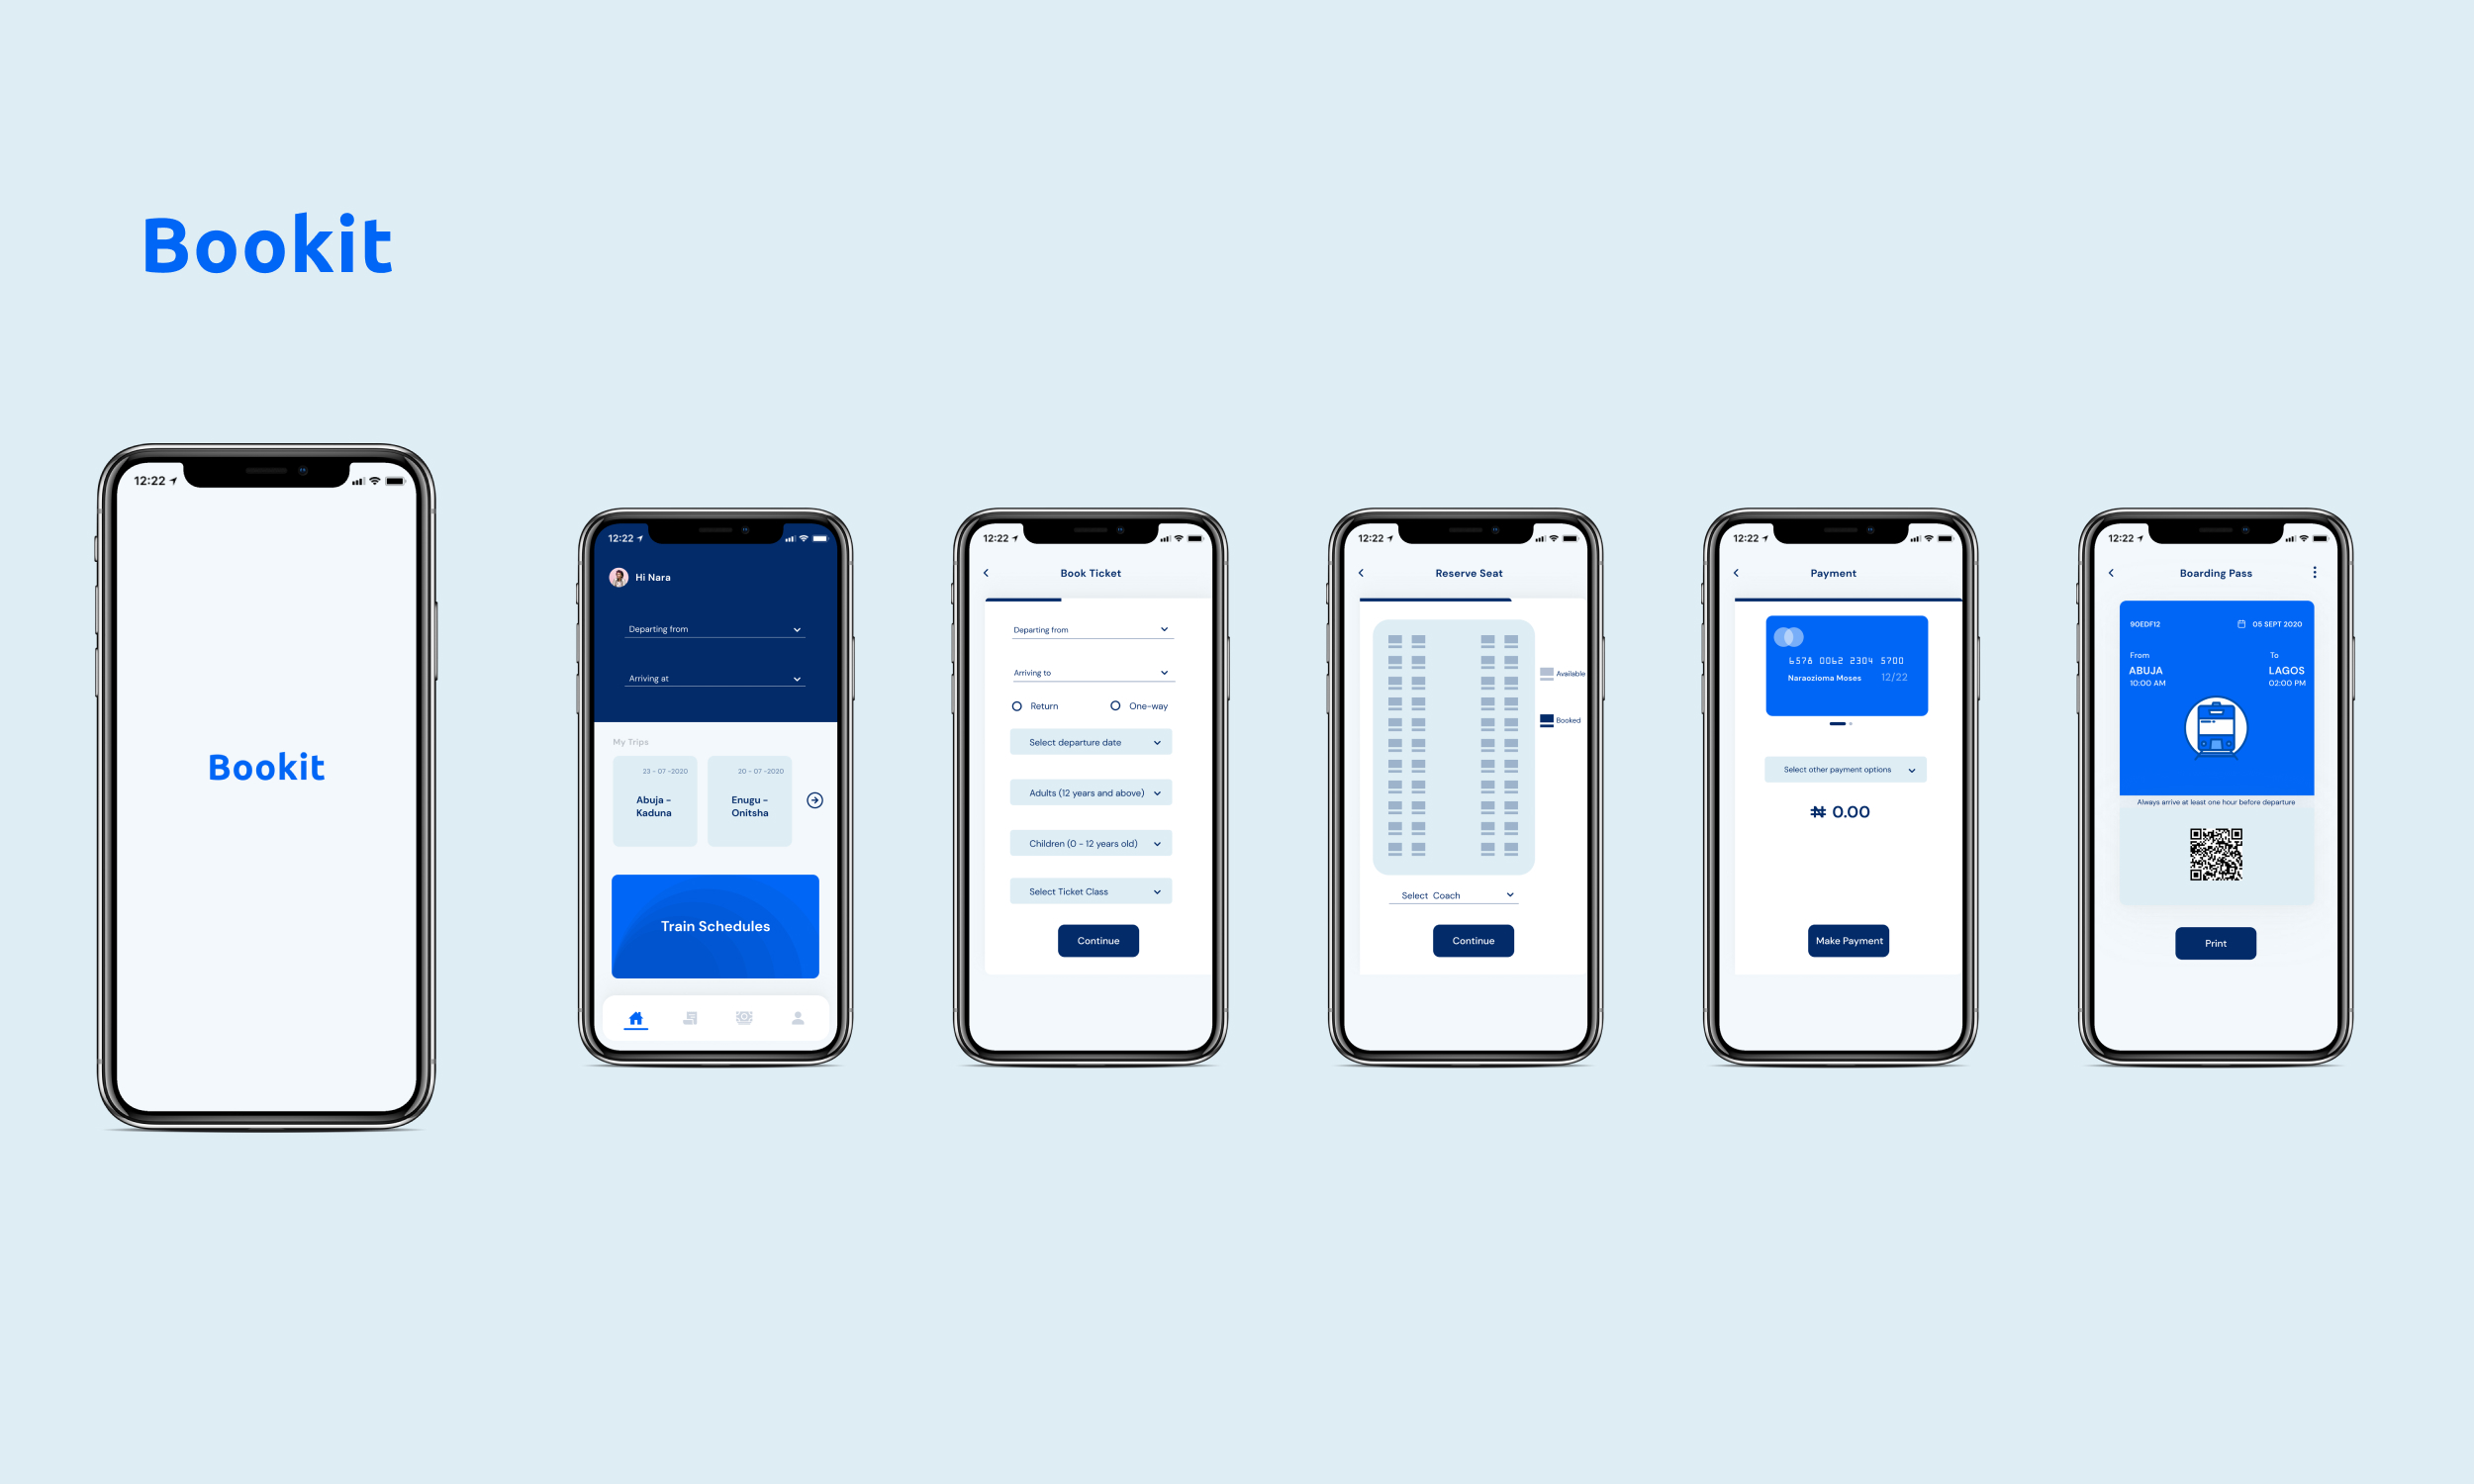 Bookit
12:22
Bookit
12:22
Hi Nara
Departing from
Arriving at
My Trips
23 - 07 -2020
Abuja -
Kaduna
20 - 07 -2020
Enugu -
Onitsha
Train Schedules
12:22
Book Ticket
Departing from
Arriving to
Return One-way
Select departure date
Adults (12 years and above)
Children (0 - 12 years old)
Select Ticket Class
Continue
12:22
Reserve Seat
Available
Booked
Select Coach
Continue
12:22
Payment
6578 0062 2304 5700
Naraozioma Moses 12/22
Select other payment options
₦ 0.00
Make Payment
12:22
Boarding Pass
90EDF12 05 SEPT 2020
From To
ABUJA LAGOS
10:00 AM 02:00 PM
Always arrive at least one hour before departure
Print